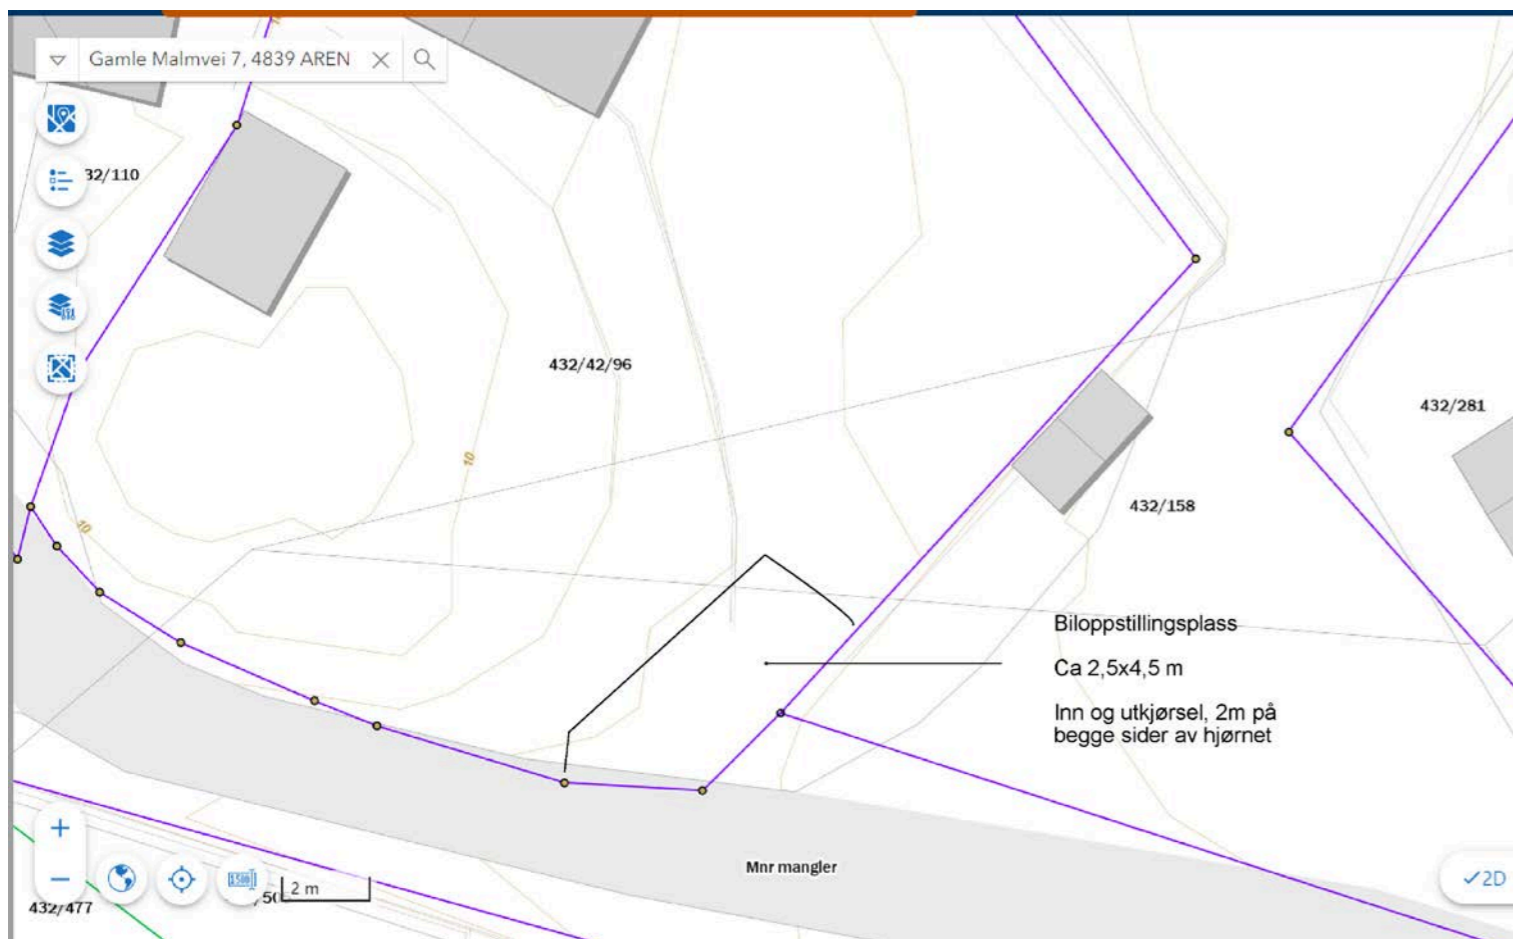 Gamle Malmvei 7, 4839 AREN
32/110
432/42/96
10
10
432/281
432/158
Biloppstillingsplass
Ca 2,5x4,5 m
Inn og utkjørsel, 2m på
begge sider av hjørnet
Mnr mangler
2D
2 m
432/477